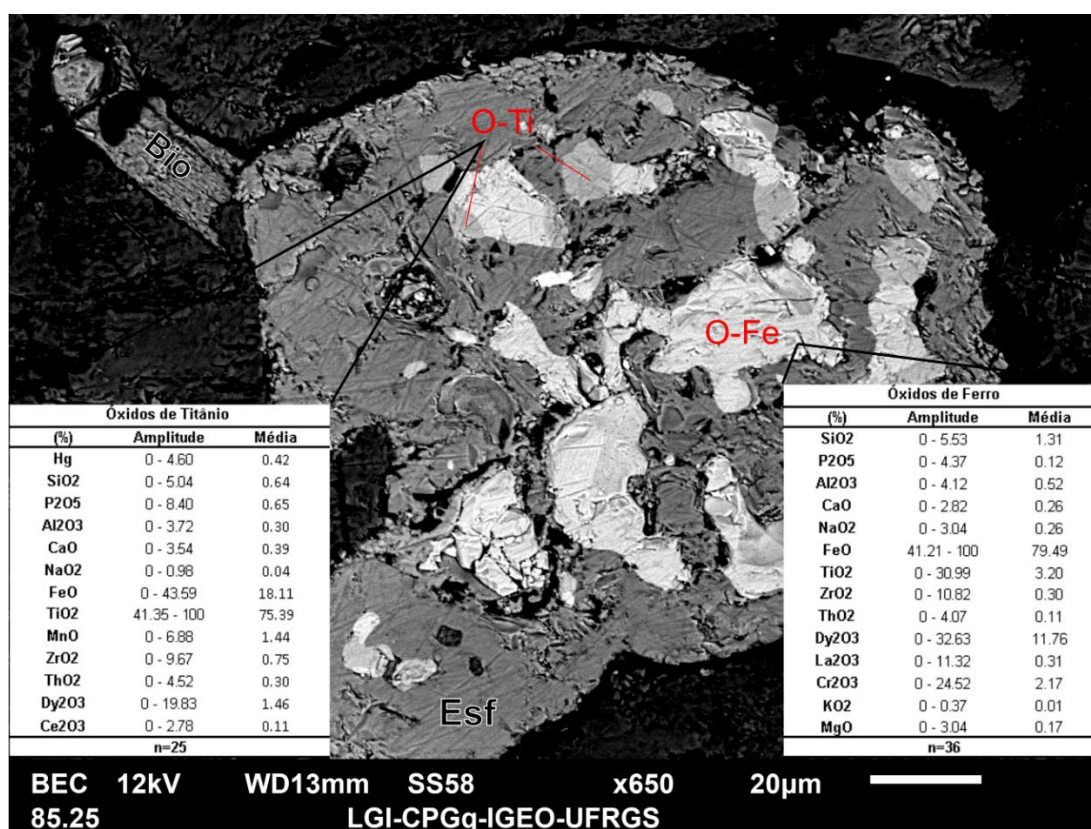 O-Ti
Bio
O-Fe
Óxidos de Titânio
(%) Amplitude Média
Hg 0 - 4.60 0.42
SiO2 0 - 5.04 0.64
P2O5 0 - 8.40 0.65
Al2O3 0 - 3.72 0.30
CaO 0 - 3.54 0.39
NaO2 0 - 0.98 0.04
FeO 0 - 43.59 18.11
TiO2 41.35 - 100 75.39
MnO 0 - 6.88 1.44
ZrO2 0 - 9.67 0.75
ThO2 0 - 4.52 0.30
Dy2O3 0 - 19.83 1.46
Ce2O3 0 - 2.78 0.11
n=25
Óxidos de Ferro
(%) Amplitude Média
SiO2 0 - 5.53 1.31
P2O5 0 - 4.37 0.12
Al2O3 0 - 4.12 0.52
CaO 0 - 2.82 0.26
NaO2 0 - 3.04 0.26
FeO 41.21 - 100 79.49
TiO2 0 - 30.99 3.20
ZrO2 0 - 10.82 0.30
ThO2 0 - 4.07 0.11
Dy2O3 0 - 32.63 11.76
La2O3 0 - 11.32 0.31
Cr2O3 0 - 24.52 2.17
KO2 0 - 0.37 0.01
MgO 0 - 3.04 0.17
n=36
Esf
BEC 12kV WD13mm SS58 x650 20µm
85.25 LGI-CPGq-IGEO-UFRGS